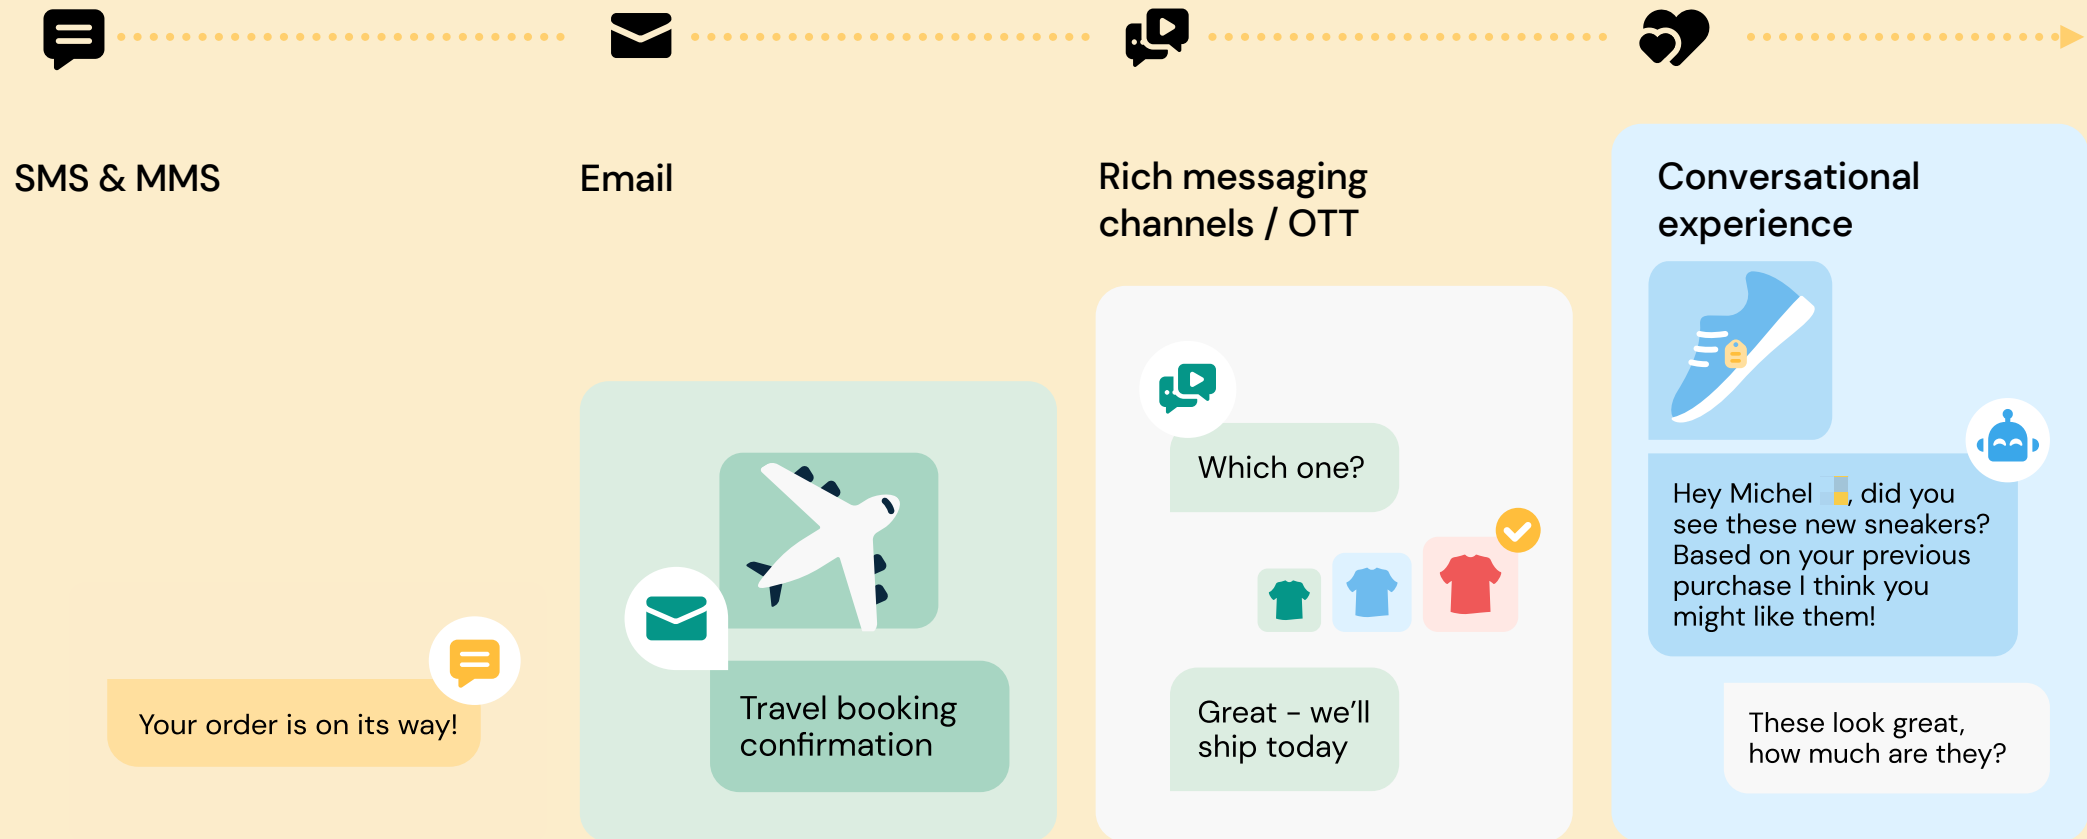 SMS & MMS
Email
Rich messaging
channels / OTT
Conversational
experience
Your order is on its way!
Travel booking
confirmation
Which one?
Great – we’ll
ship today
Hey Michel , did you
see these new sneakers?
Based on your previous
purchase I think you
might like them!
These look great,
how much are they?